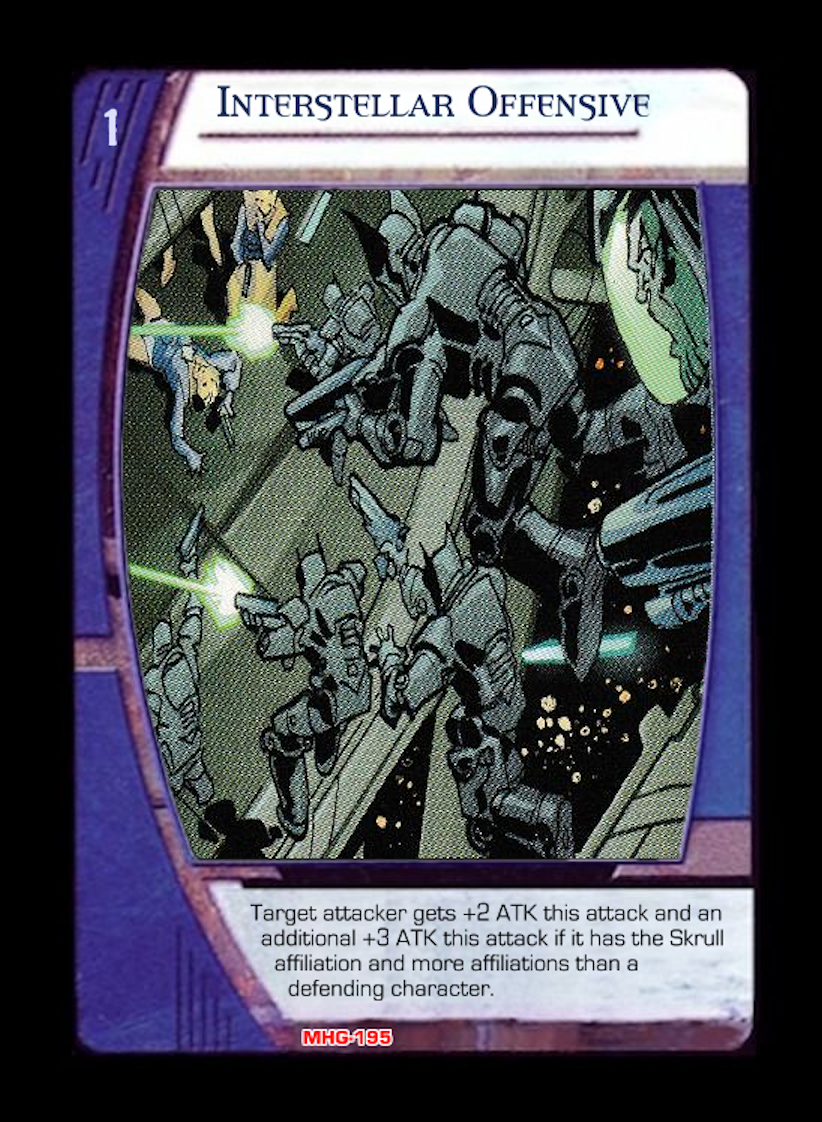 1
Interstellar Offensive
Target attacker gets +2 ATK this attack and an
additional +3 ATK this attack if it has the Skrull
affiliation and more affiliations than a
defending character.
MHG-195